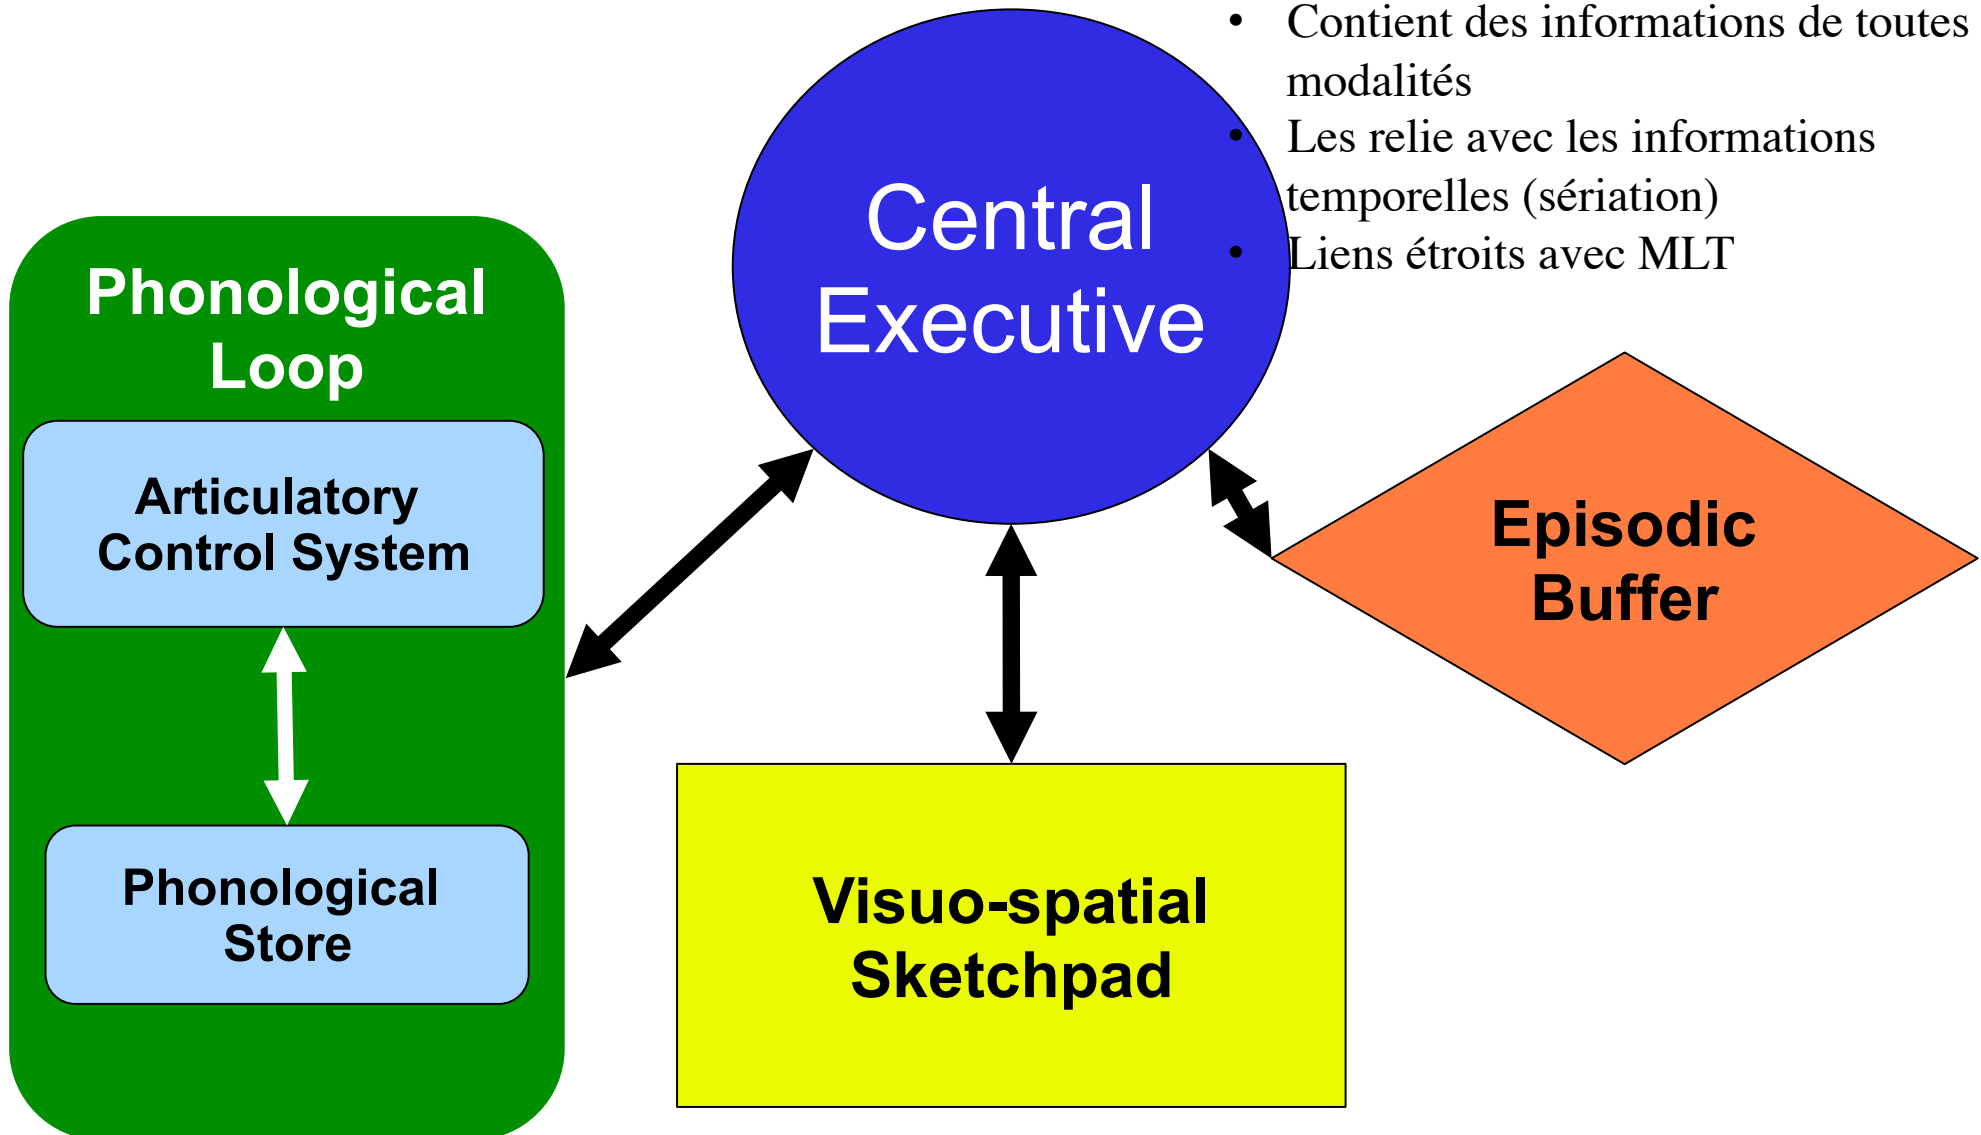 • Contient des informations de toutes
modalités
• Les relie avec les informations
temporelles (sériation)
• Liens étroits avec MLT
Central
Executive
Phonological
Loop
Articulatory
Control System
Phonological
Store
Episodic
Buffer
Visuo-spatial
Sketchpad